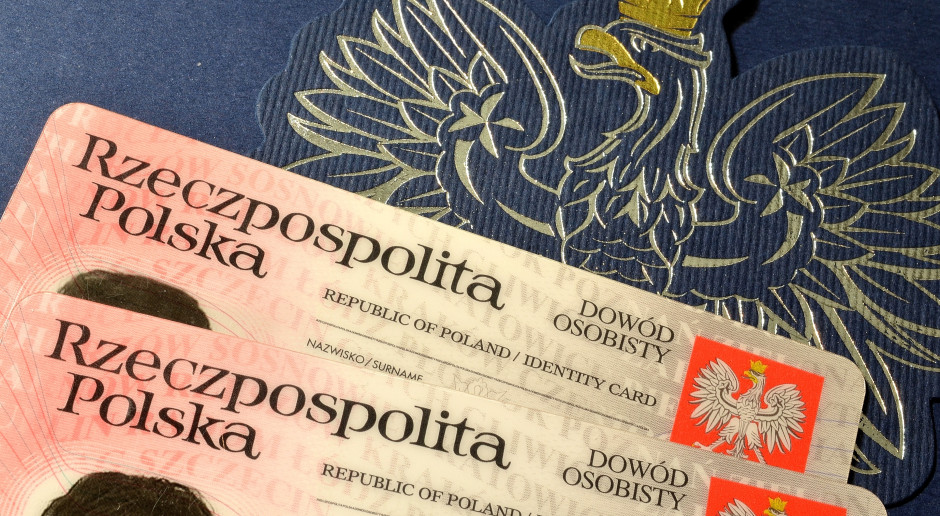 Rzeczpospolita
Polska
REPUBLIC OF POLAND / IDENTITY CARD
DOWÓD
OSOBISTY
NAZWISKO / SURNAME
Rzeczpospolita
Polska
REPUBLIC OF POLAND /
DOWÓD
OSOBISTY